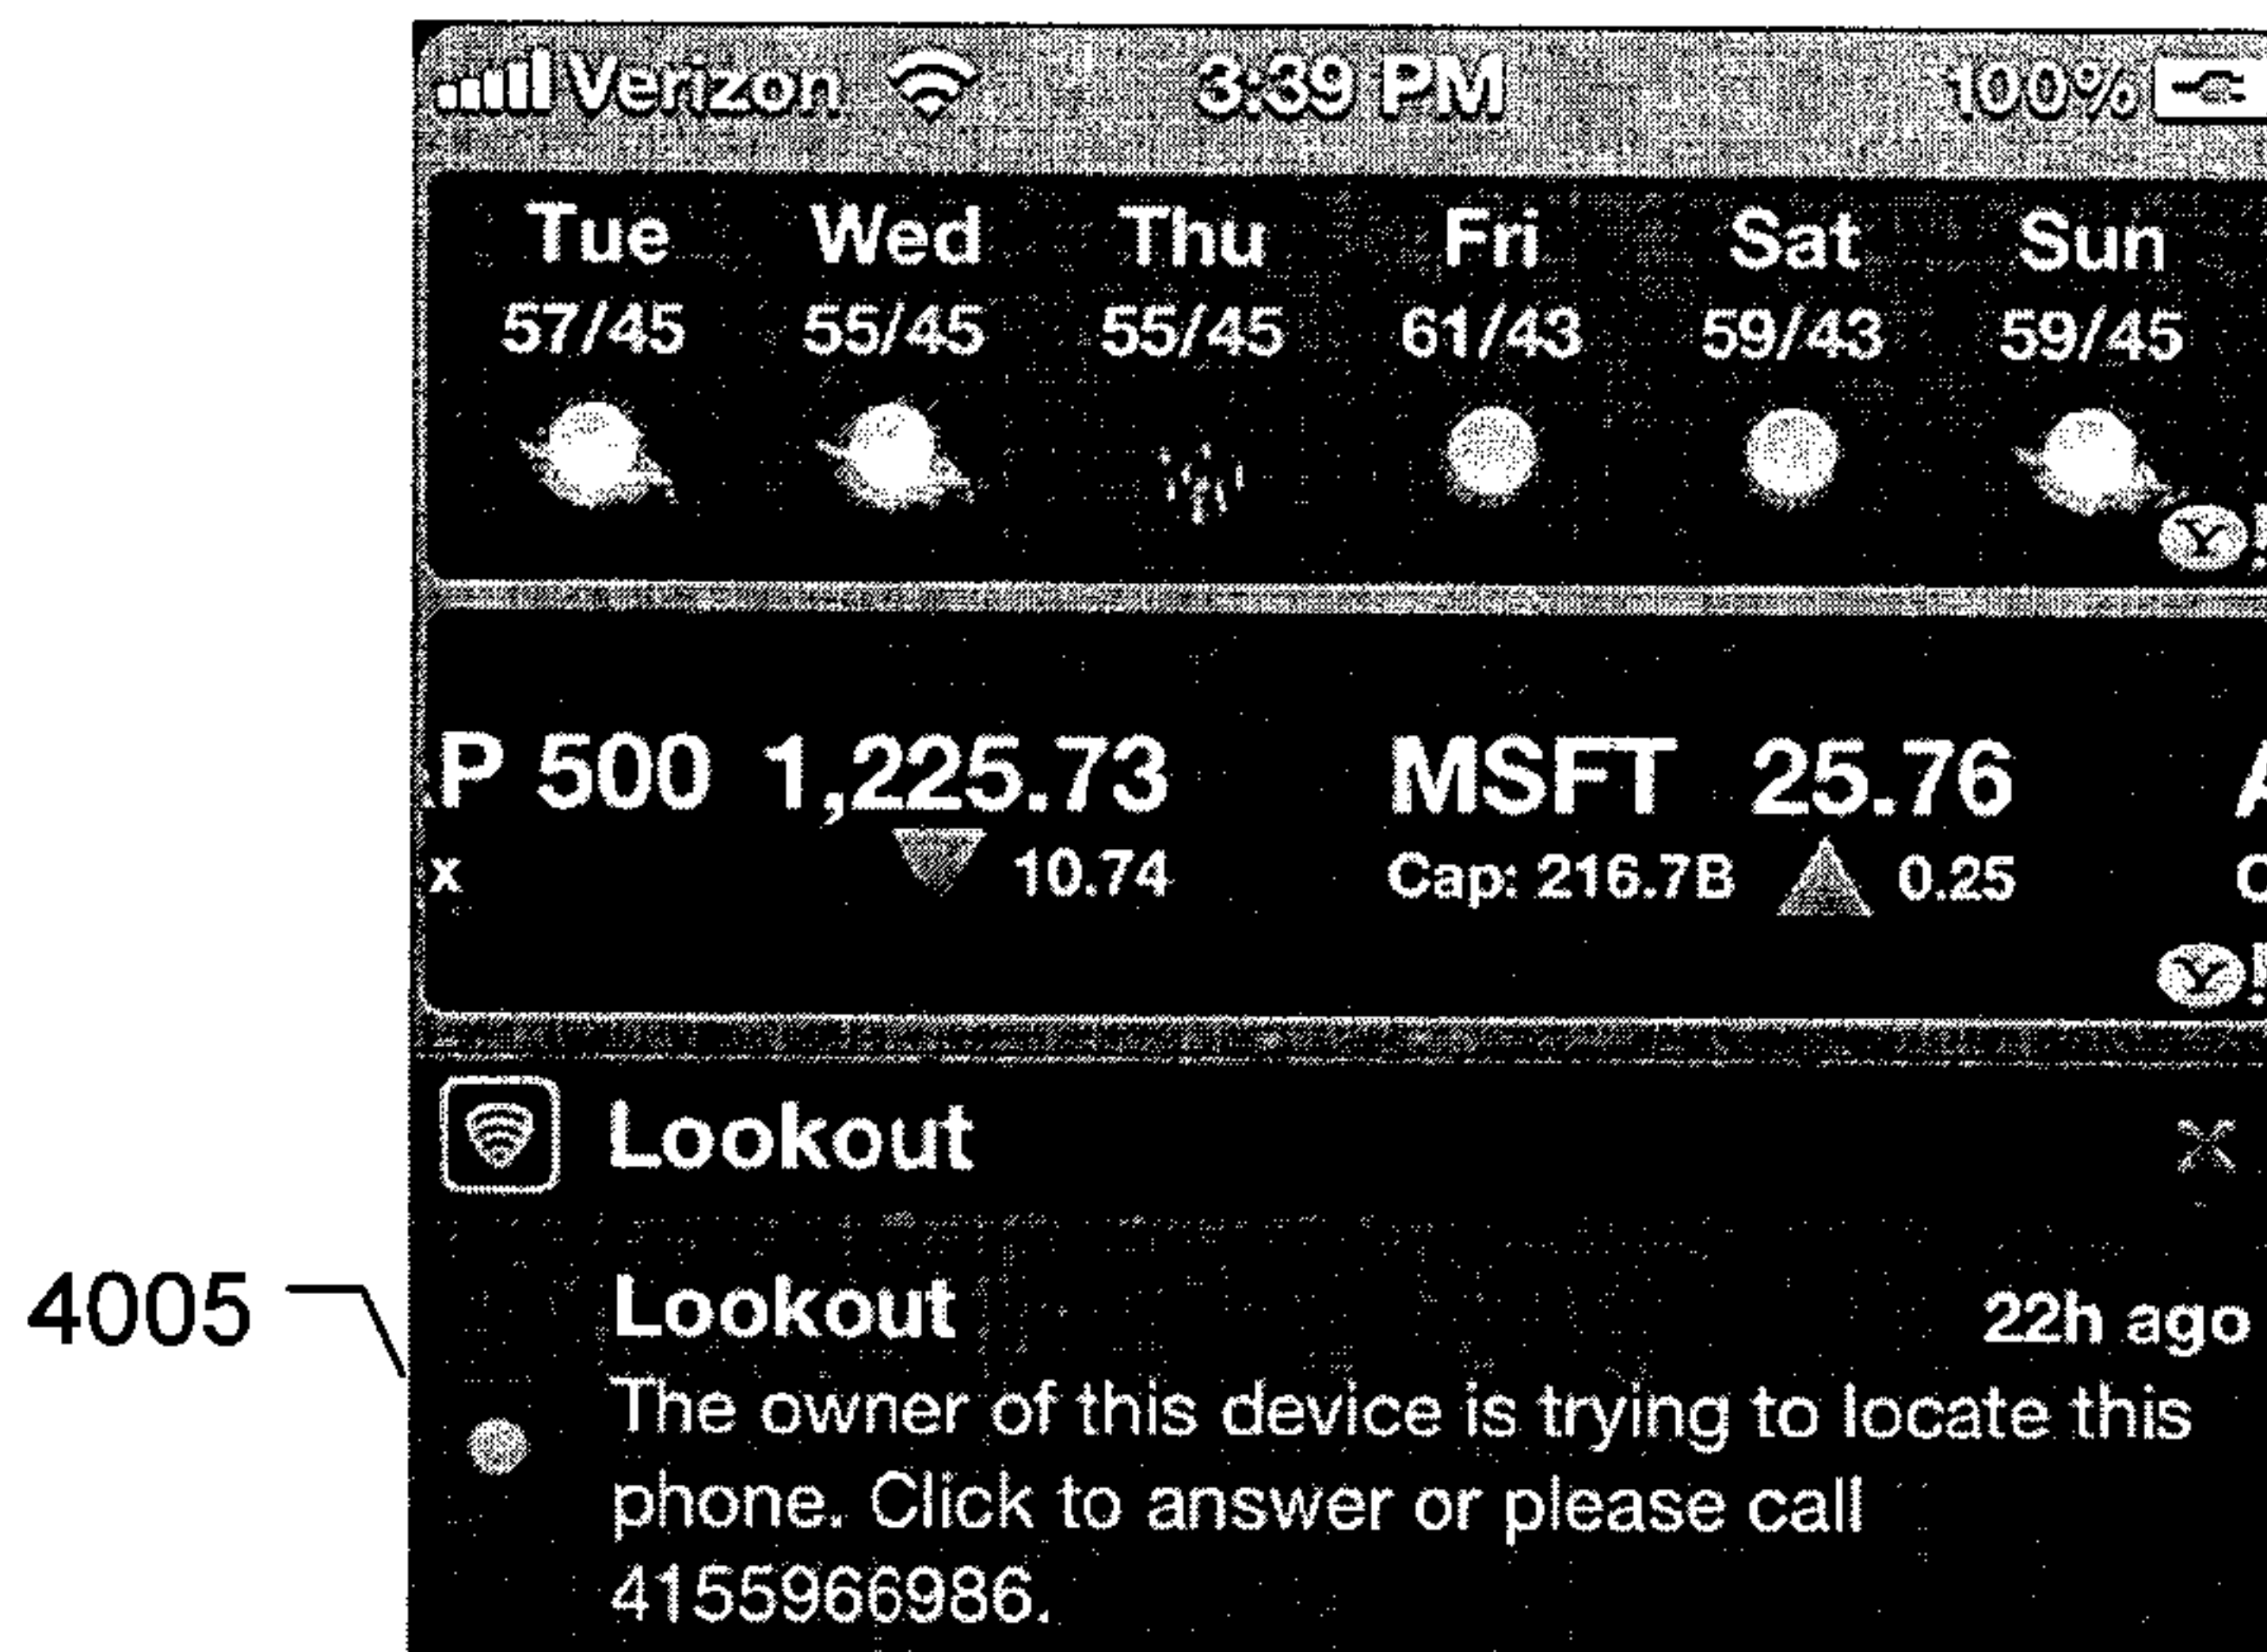 Verizon 3:39 PM 100%
Tue Wed Thu Fri Sat Sun
57/45 55/45 55/45 61/43 59/43 59/45
Y!
P 500 1,225.73 MSFT 25.76 A
x 10.74 Cap: 216.7B 0.25 C
Y!
Lookout
4005
Lookout 22h ago
The owner of this device is trying to locate this
phone. Click to answer or please call
4155966986.